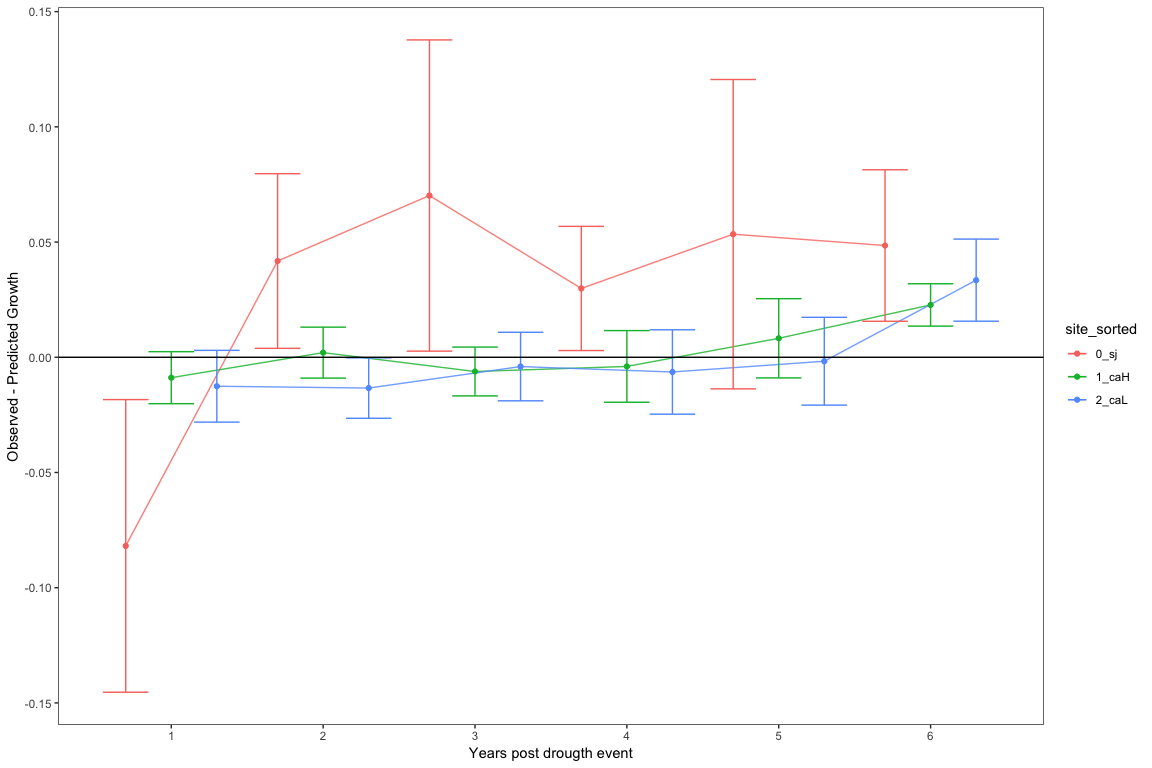 0.15
0.10
0.05
0.00
-0.05
-0.10
-0.15
Observed - Predicted Growth
1 2 3 4 5 6
Years post drougth event
site_sorted
0_sj
1_caH
2_caL